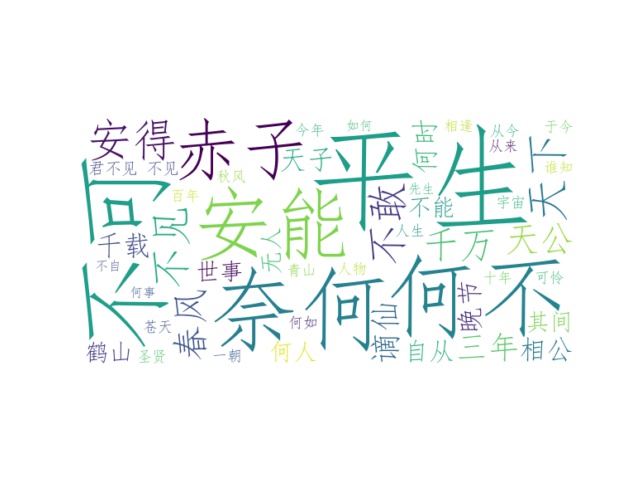 安得
赤子
平生
不可
安能
奈何
何不
今年
如何
相逢
从今
于今
从来
谁知
君不见
不见
秋风
天子
何时
天下
百年
不见
不敢
先生
不能
宇宙
千载
无人
人生
千万
天公
不自
世事
青山
人物
十年
可怜
何事
春风
谪仙
晚节
苍天
何如
其间
鹤山
圣贤
一朝
何人
自从
三年
相公